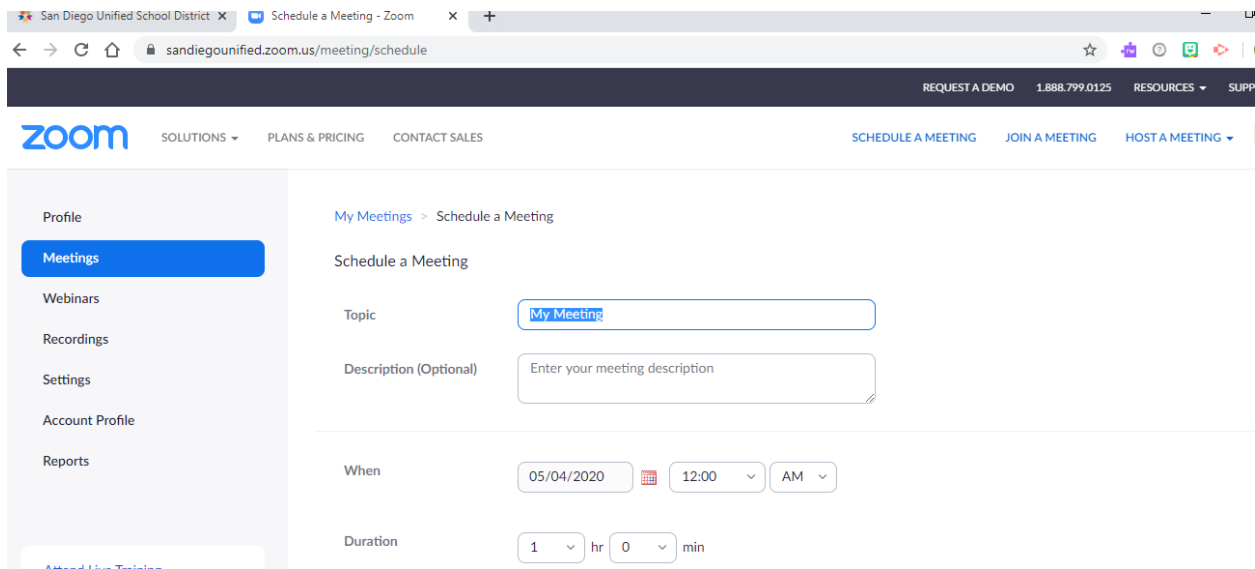 San Diego Unified School District
Schedule a Meeting - Zoom
sandiegounified.zoom.us/meeting/schedule
REQUEST A DEMO 1.888.799.0125 RESOURCES
zoom SOLUTIONS PLANS & PRICING CONTACT SALES SCHEDULE A MEETING JOIN A MEETING HOST A MEETING
Profile
Meetings
Webinars
Recordings
Settings
Account Profile
Reports
Attend Live Training
My Meetings > Schedule a Meeting
Schedule a Meeting
Topic My Meeting
Description (Optional) Enter your meeting description
When 05/04/2020 12:00 AM
Duration 1 hr 0 min